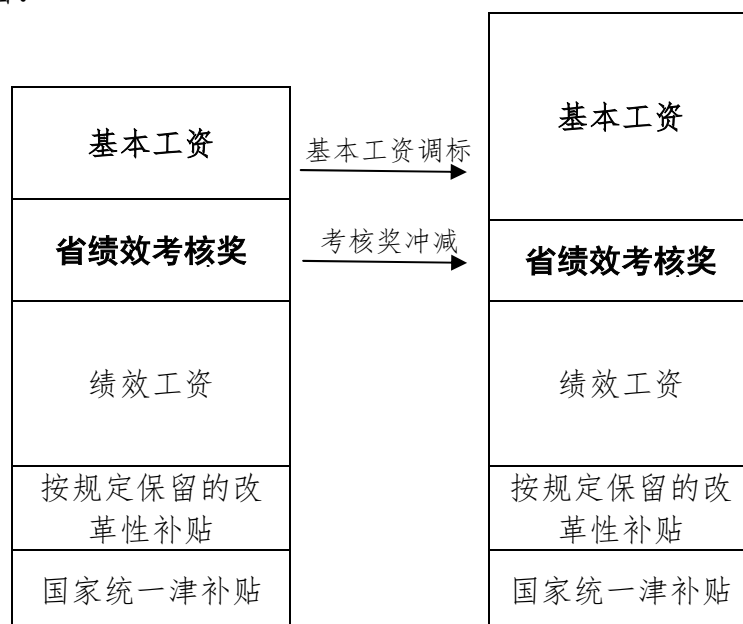 基本工资
省绩效考核奖
绩效工资
按规定保留的改
革性补贴
国家统一津补贴
基本工资调标
考核奖冲减
基本工资
省绩效考核奖
绩效工资
按规定保留的改
革性补贴
国家统一津补贴